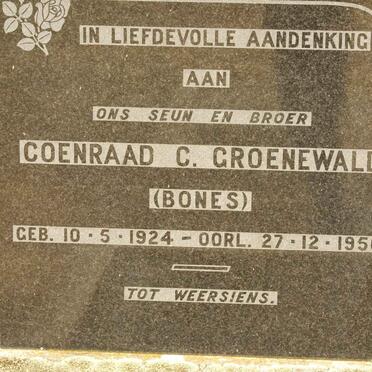 IN LIEFDEVOLLE AANDENKING
AAN
ONS SEUN EN BROER
COENRAAD C. GROENEWALD
(BONES)
GEB. 10-5-1924 - OORL. 27-12-195
TOT WEERSIENS.